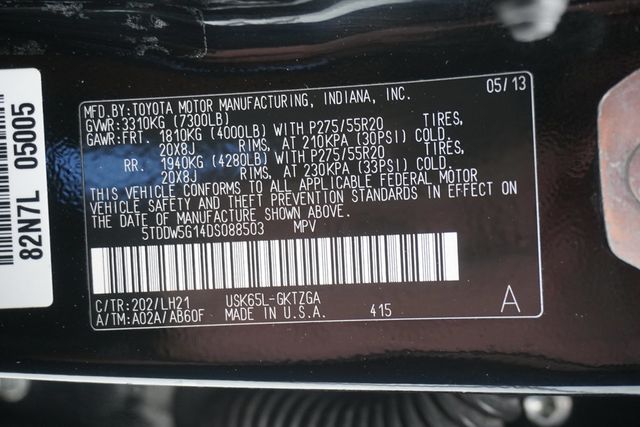 82N7L 05005
05/13
MFD.BY:TOYOTA MOTOR MANUFACTURING, INDIANA, INC.
GVWR:3310KG (7300LB)
GAWR:FRT. 1810KG (4000LB) WITH P275/55R20 TIRES,
20X8J RIMS, AT 210KPA (30PSI) COLD.
RR. 1940KG (4280LB) WITH P275/55R20 TIRES,
20X8J RIMS, AT 230KPA (33PSI) COLD.
THIS VEHICLE CONFORMS TO ALL APPLICABLE FEDERAL MOTOR
VEHICLE SAFETY AND THEFT PREVENTION STANDARDS IN EFFECT ON
THE DATE OF MANUFACTURE SHOWN ABOVE.
5TDDW5G14DS088503 MPV
C/TR:202/LH21 USK65L-GKTZGA
A/TM:A02A/AB60F MADE IN U.S.A. 415 A